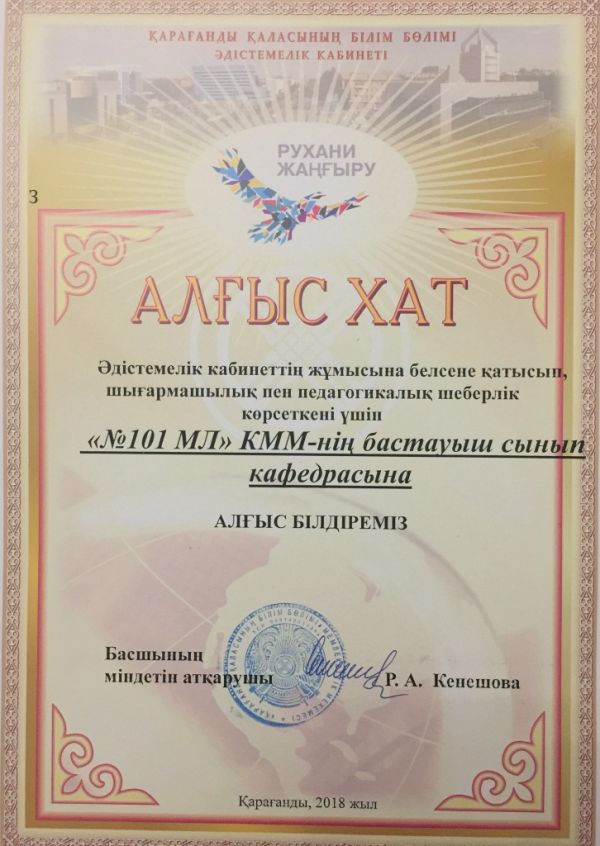 ҚАРАҒАНДЫ ҚАЛАСЫНЫҢ БІЛІМ БӨЛІМІ
ӘДІСТЕМЕЛІК КАБИНЕТІ
РУХАНИ
ЖАҢҒЫРУ
З
АЛҒЫС ХАТ
Әдістемелік кабинеттің жұмысына белсене қатысып,
шығармашылық пен педагогикалық шеберлік
көрсеткені үшін
«№101 МЛ» КММ-нің бастауыш сынып
кафедрасына
АЛҒЫС БІЛДІРЕМІЗ
Басшының
міндетін атқарушы
Р. А. Кенешова
Қарағанды, 2018 жыл